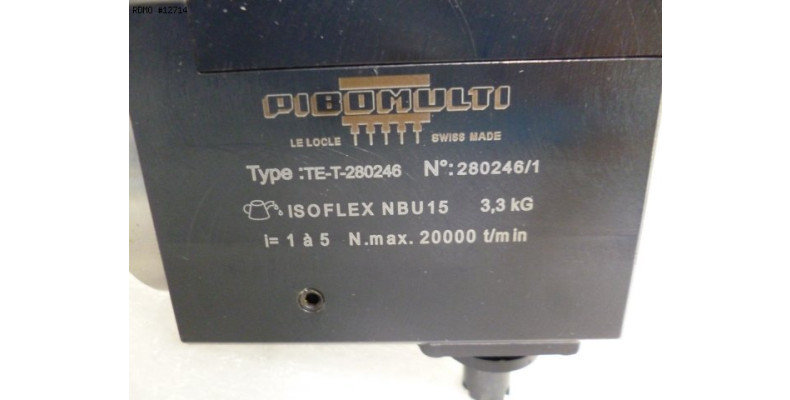 RDMO #12714
PIBOMULTI
LE LOCLE SWISS MADE
Type :TE-T-280246 N°:280246/1
ISOFLEX NBU15 3,3 kG
i= 1 à 5 N.max. 20000 t/min